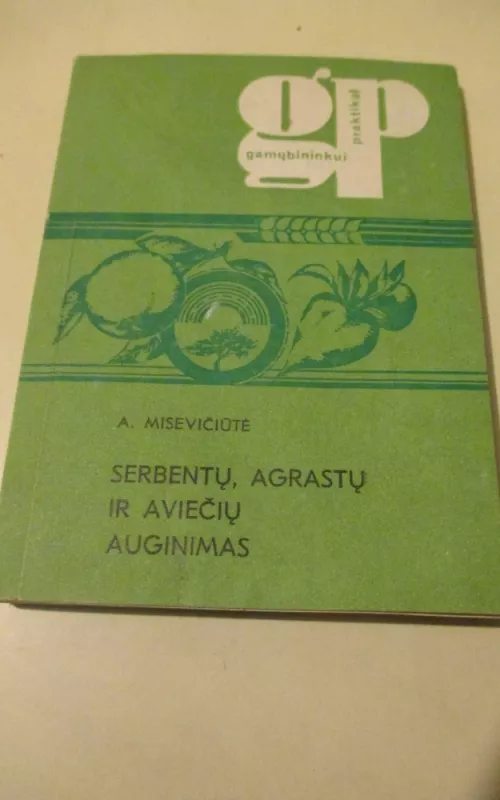 gp
gamybininkui
praktikui
A. MISEVIČIŪTĖ
SERBENTŲ, AGRASTŲ
IR AVIEČIŲ
AUGINIMAS